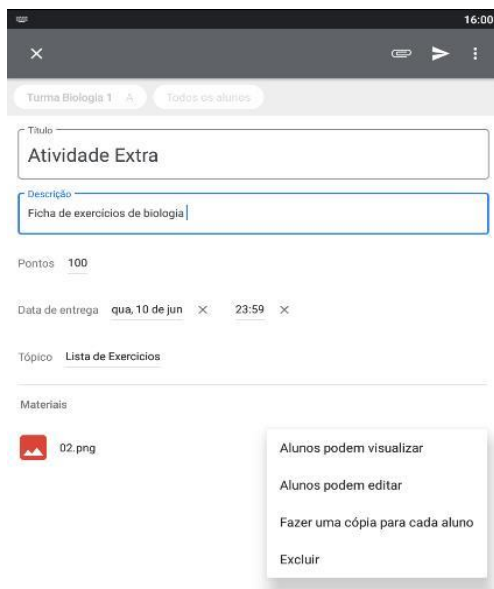 16:00
Turma Biologia 1 A Todos os alunos
Título
Atividade Extra
Descrição
Ficha de exercícios de biologia
Pontos 100
Data de entrega qua, 10 de jun 23:59
Tópico Lista de Exercicios
Materiais
02.png
Alunos podem visualizar
Alunos podem editar
Fazer uma cópia para cada aluno
Excluir